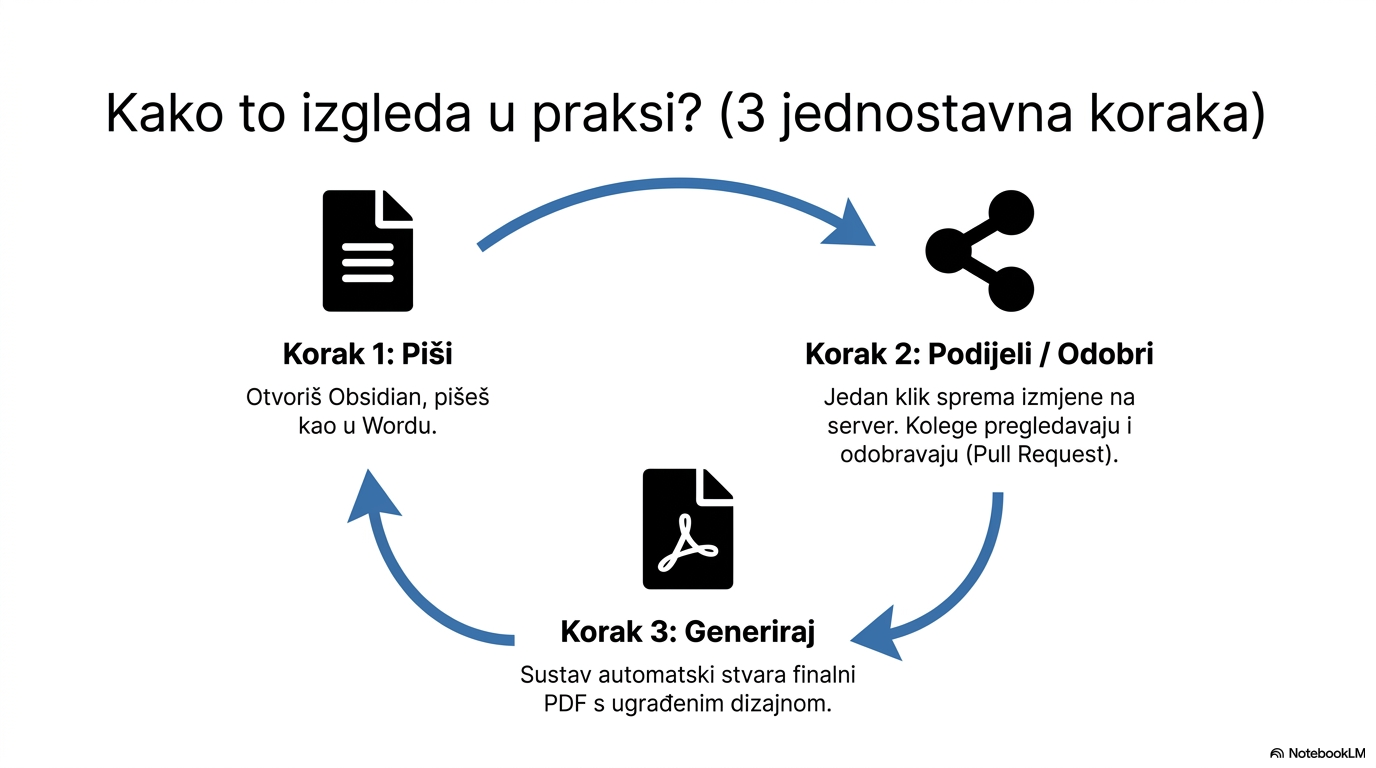 Kako to izgleda u praksi? (3 jednostavna koraka)
Korak 1: Piši
Otvoriš Obsidian, pišeš
kao u Wordu.
Korak 2: Podijeli / Odobri
Jedan klik sprema izmjene na
server. Kolege pregledavaju i
odobravaju (Pull Request).
Korak 3: Generiraj
Sustav automatski stvara finalni
PDF s ugrađenim dizajnom.
NotebookLM